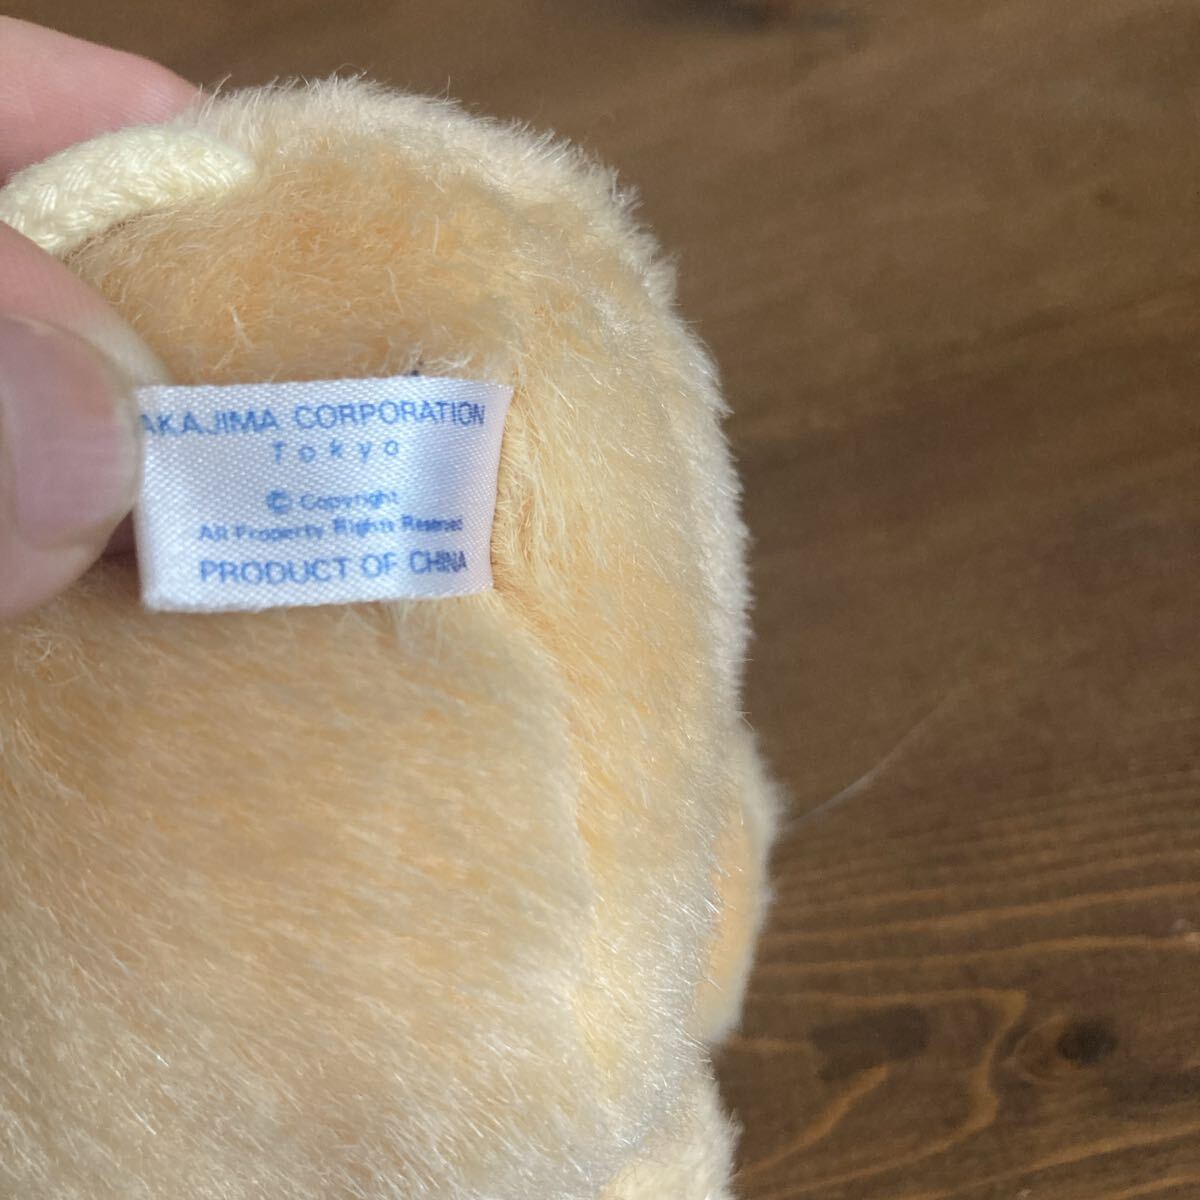 AKAJIMA CORPORATION
Tokyo
© Copyright
All Property Rights Reserved
PRODUCT OF CHINA